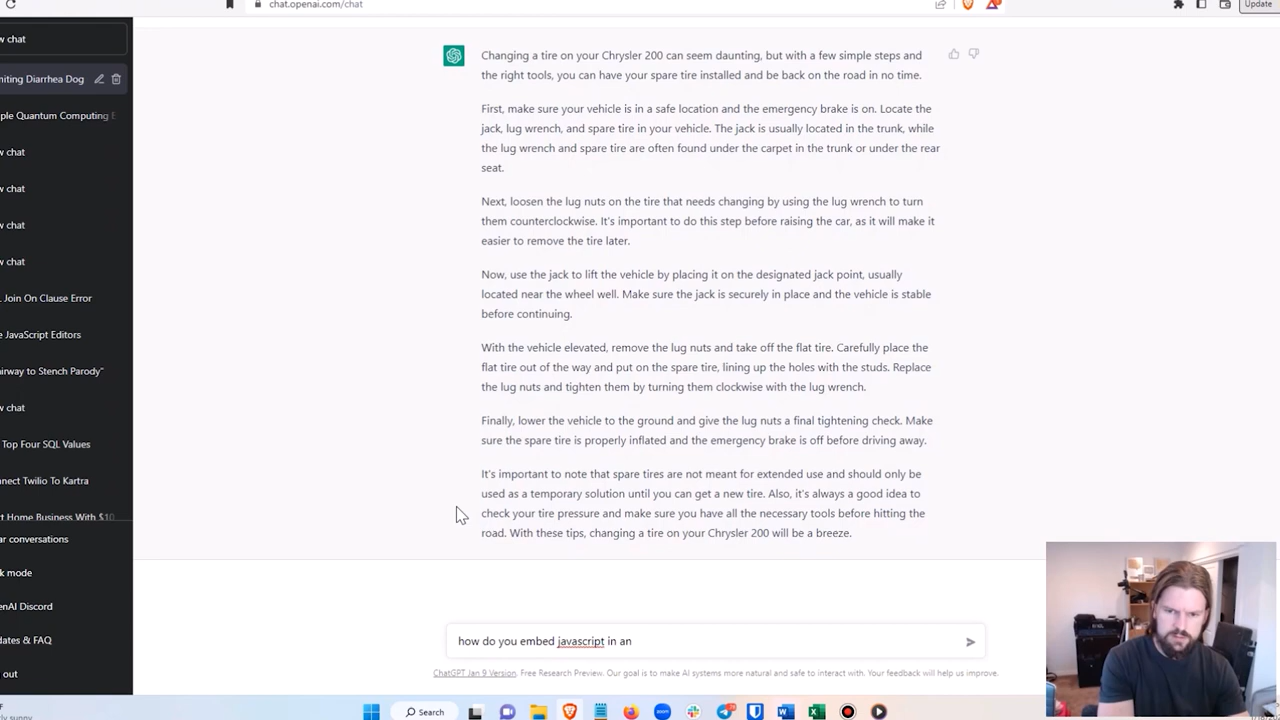 chat.openai.com/chat
Update
w chat
niting Diarrhea Dog
ple Quantum Computing E
w chat
w chat
w chat
w chat
Join On Clause Error
e JavaScript Editors
airway to Stench Parody"
w chat
Top Four SQL Values
nnect Twilio To Kartra
rt Home Business With $10
ar conversations
k mode
enAI Discord
dates & FAQ
out
Changing a tire on your Chrysler 200 can seem daunting, but with a few simple steps and
the right tools, you can have your spare tire installed and be back on the road in no time.
First, make sure your vehicle is in a safe location and the emergency brake is on. Locate the
jack, lug wrench, and spare tire in your vehicle. The jack is usually located in the trunk, while
the lug wrench and spare tire are often found under the carpet in the trunk or under the rear
seat.
Next, loosen the lug nuts on the tire that needs changing by using the lug wrench to turn
them counterclockwise. It's important to do this step before raising the car, as it will make it
easier to remove the tire later.
Now, use the jack to lift the vehicle by placing it on the designated jack point, usually
located near the wheel well. Make sure the jack is securely in place and the vehicle is stable
before continuing.
With the vehicle elevated, remove the lug nuts and take off the flat tire. Carefully place the
flat tire out of the way and put on the spare tire, lining up the holes with the studs. Replace
the lug nuts and tighten them by turning them clockwise with the lug wrench.
Finally, lower the vehicle to the ground and give the lug nuts a final tightening check. Make
sure the spare tire is properly inflated and the emergency brake is off before driving away.
It's important to note that spare tires are not meant for extended use and should only be
used as a temporary solution until you can get a new tire. Also, it's always a good idea to
check your tire pressure and make sure you have all the necessary tools before hitting the
road. With these tips, changing a tire on your Chrysler 200 will be a breeze.
how do you embed javascript in an
ChatGPT Jan 9 Version. Free Research Preview. Our goal is to make AI systems more natural and safe to interact with. Your feedback will help us improve.
Search
zoom